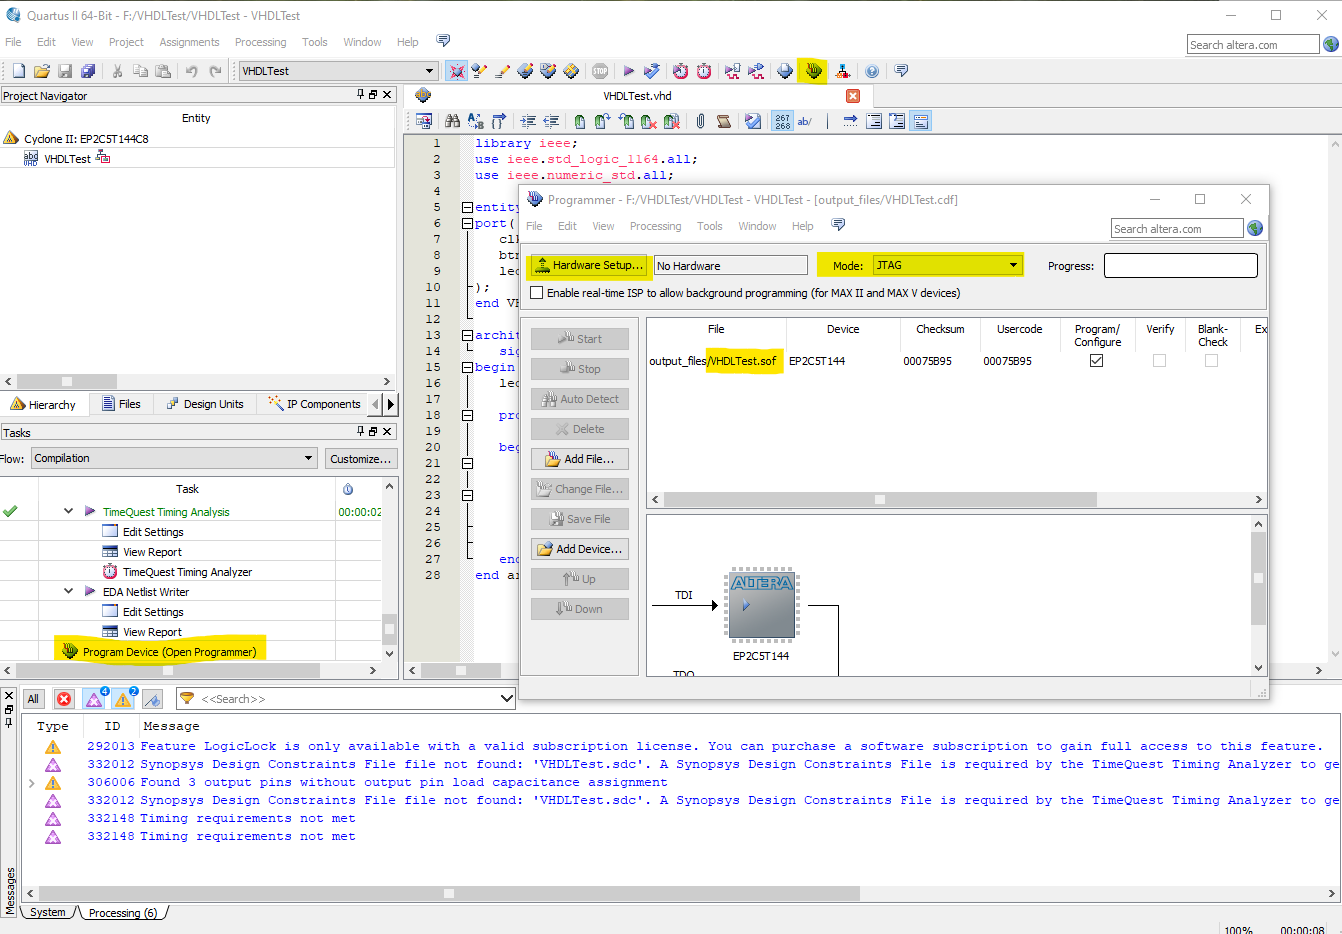 Quartus II 64-Bit - F:/VHDLTest/VHDLTest - VHDLTest
File Edit View Project Assignments Processing Tools Window Help
Search altera.com
VHDLTest
Project Navigator
Entity
Cyclone II: EP2C5T144C8
abd
VHD
VHDLTest
Hierarchy Files Design Units IP Components
Tasks
Flow: Compilation Customize...
Task
TimeQuest Timing Analysis 00:00:02
Edit Settings
View Report
TimeQuest Timing Analyzer
EDA Netlist Writer
Edit Settings
View Report
Program Device (Open Programmer)
VHDLTest.vhd
267
268
ab/
1 library ieee;
2 use ieee.std_logic_1164.all;
3 use ieee.numeric_std.all;
4
5 entity
6 port(
7 clk
8 btn
9 led
10 );
11 end VH
12
13 archit
14 sig
15 begin
16 led
17
18 pro
19
20 beg
21
22
23
24
25
26
27 end
28 end ar
Programmer - F:/VHDLTest/VHDLTest - VHDLTest - [output_files/VHDLTest.cdf]
File Edit View Processing Tools Window Help
Search altera.com
Hardware Setup... No Hardware Mode: JTAG Progress:
Enable real-time ISP to allow background programming (for MAX II and MAX V devices)
Start
Stop
Auto Detect
Delete
Add File...
Change File...
Save File
Add Device...
Up
Down
File Device Checksum Usercode Program/ Verify Blank- Ex
Configure Check
output_files/VHDLTest.sof EP2C5T144 00075B95 00075B95
TDI
ALTERA
EP2C5T144
TDO
All 4 2 <<Search>>
Type ID Message
292013 Feature LogicLock is only available with a valid subscription license. You can purchase a software subscription to gain full access to this feature.
332012 Synopsys Design Constraints File file not found: 'VHDLTest.sdc'. A Synopsys Design Constraints File is required by the TimeQuest Timing Analyzer to ge
306006 Found 3 output pins without output pin load capacitance assignment
332012 Synopsys Design Constraints File file not found: 'VHDLTest.sdc'. A Synopsys Design Constraints File is required by the TimeQuest Timing Analyzer to ge
332148 Timing requirements not met
332148 Timing requirements not met
Messages
System Processing (6)
100% 00:00:08